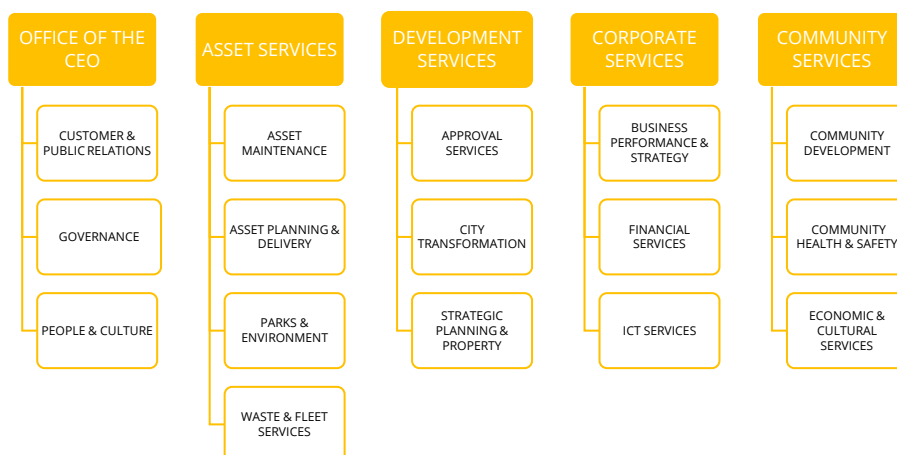 OFFICE OF THE
CEO
CUSTOMER &
PUBLIC RELATIONS
GOVERNANCE
PEOPLE & CULTURE
ASSET SERVICES
ASSET
MAINTENANCE
ASSET PLANNING &
DELIVERY
PARKS &
ENVIRONMENT
WASTE & FLEET
SERVICES
DEVELOPMENT
SERVICES
APPROVAL
SERVICES
CITY
TRANSFORMATION
STRATEGIC
PLANNING &
PROPERTY
CORPORATE
SERVICES
BUSINESS
PERFORMANCE &
STRATEGY
FINANCIAL
SERVICES
ICT SERVICES
COMMUNITY
SERVICES
COMMUNITY
DEVELOPMENT
COMMUNITY
HEALTH & SAFETY
ECONOMIC &
CULTURAL
SERVICES